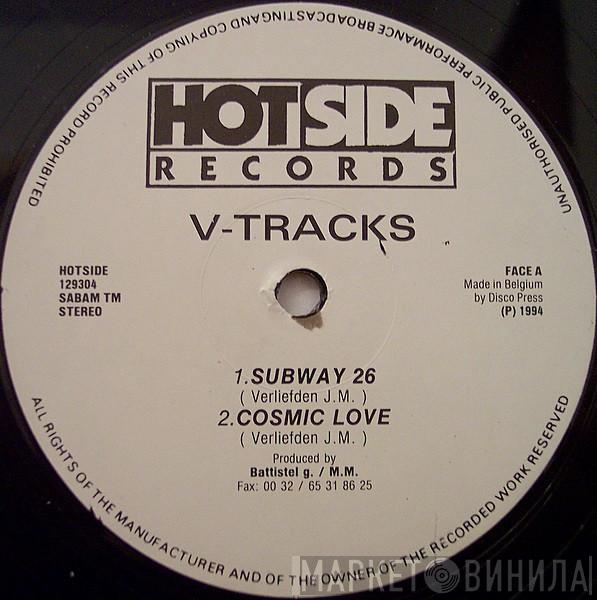 UNAUTHORISED PUBLIC PERFORMANCE BROADCASTING AND COPYING OF THIS RECORD PROHIBITED
HOTSIDE
RECORDS
V-TRACKS
HOTSIDE
129304
SABAM TM
STEREO
FACE A
Made in Belgium
by Disco Press
(P) 1994
1.SUBWAY 26
( Verliefden J.M. )
2.COSMIC LOVE
( Verliefden J.M. )
Produced by
Battistel g. / M.M.
Fax: 00 32 / 65 31 86 25
ALL RIGHTS OF THE MANUFACTURER AND OF THE OWNER OF THE RECORDED WORK RESERVED
МАРКЕТ ВИНИЛА